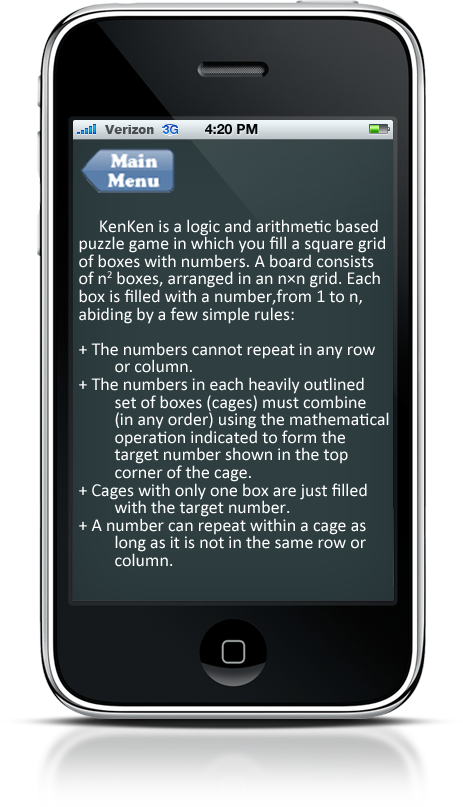 Verizon 3G 4:20 PM
Main
Menu
KenKen is a logic and arithmetic based
puzzle game in which you fill a square grid
of boxes with numbers. A board consists
of n² boxes, arranged in an n×n grid. Each
box is filled with a number,from 1 to n,
abiding by a few simple rules:
+ The numbers cannot repeat in any row
or column.
+ The numbers in each heavily outlined
set of boxes (cages) must combine
(in any order) using the mathematical
operation indicated to form the
target number shown in the top
corner of the cage.
+ Cages with only one box are just filled
with the target number.
+ A number can repeat within a cage as
long as it is not in the same row or
column.